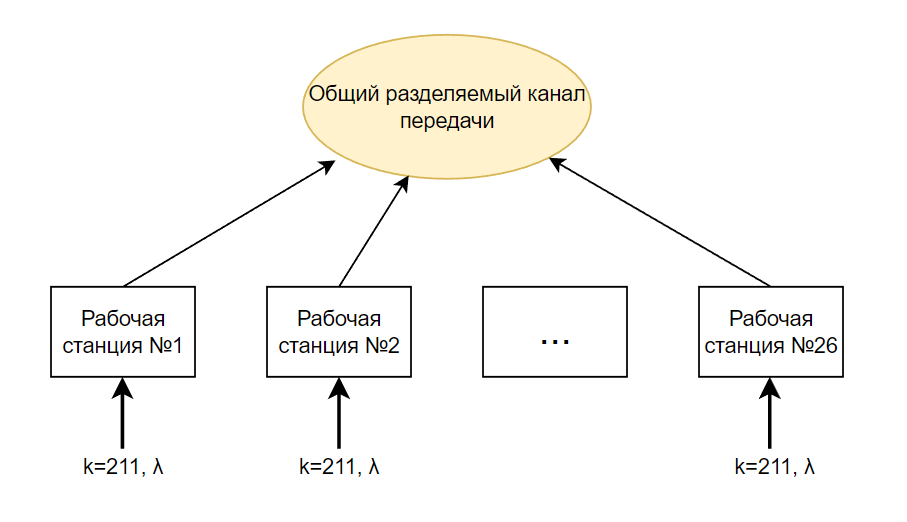 Общий разделяемый канал
передачи
Рабочая
станция №1
Рабочая
станция №2
...
Рабочая
станция №26
k=211, λ
k=211, λ
k=211, λ